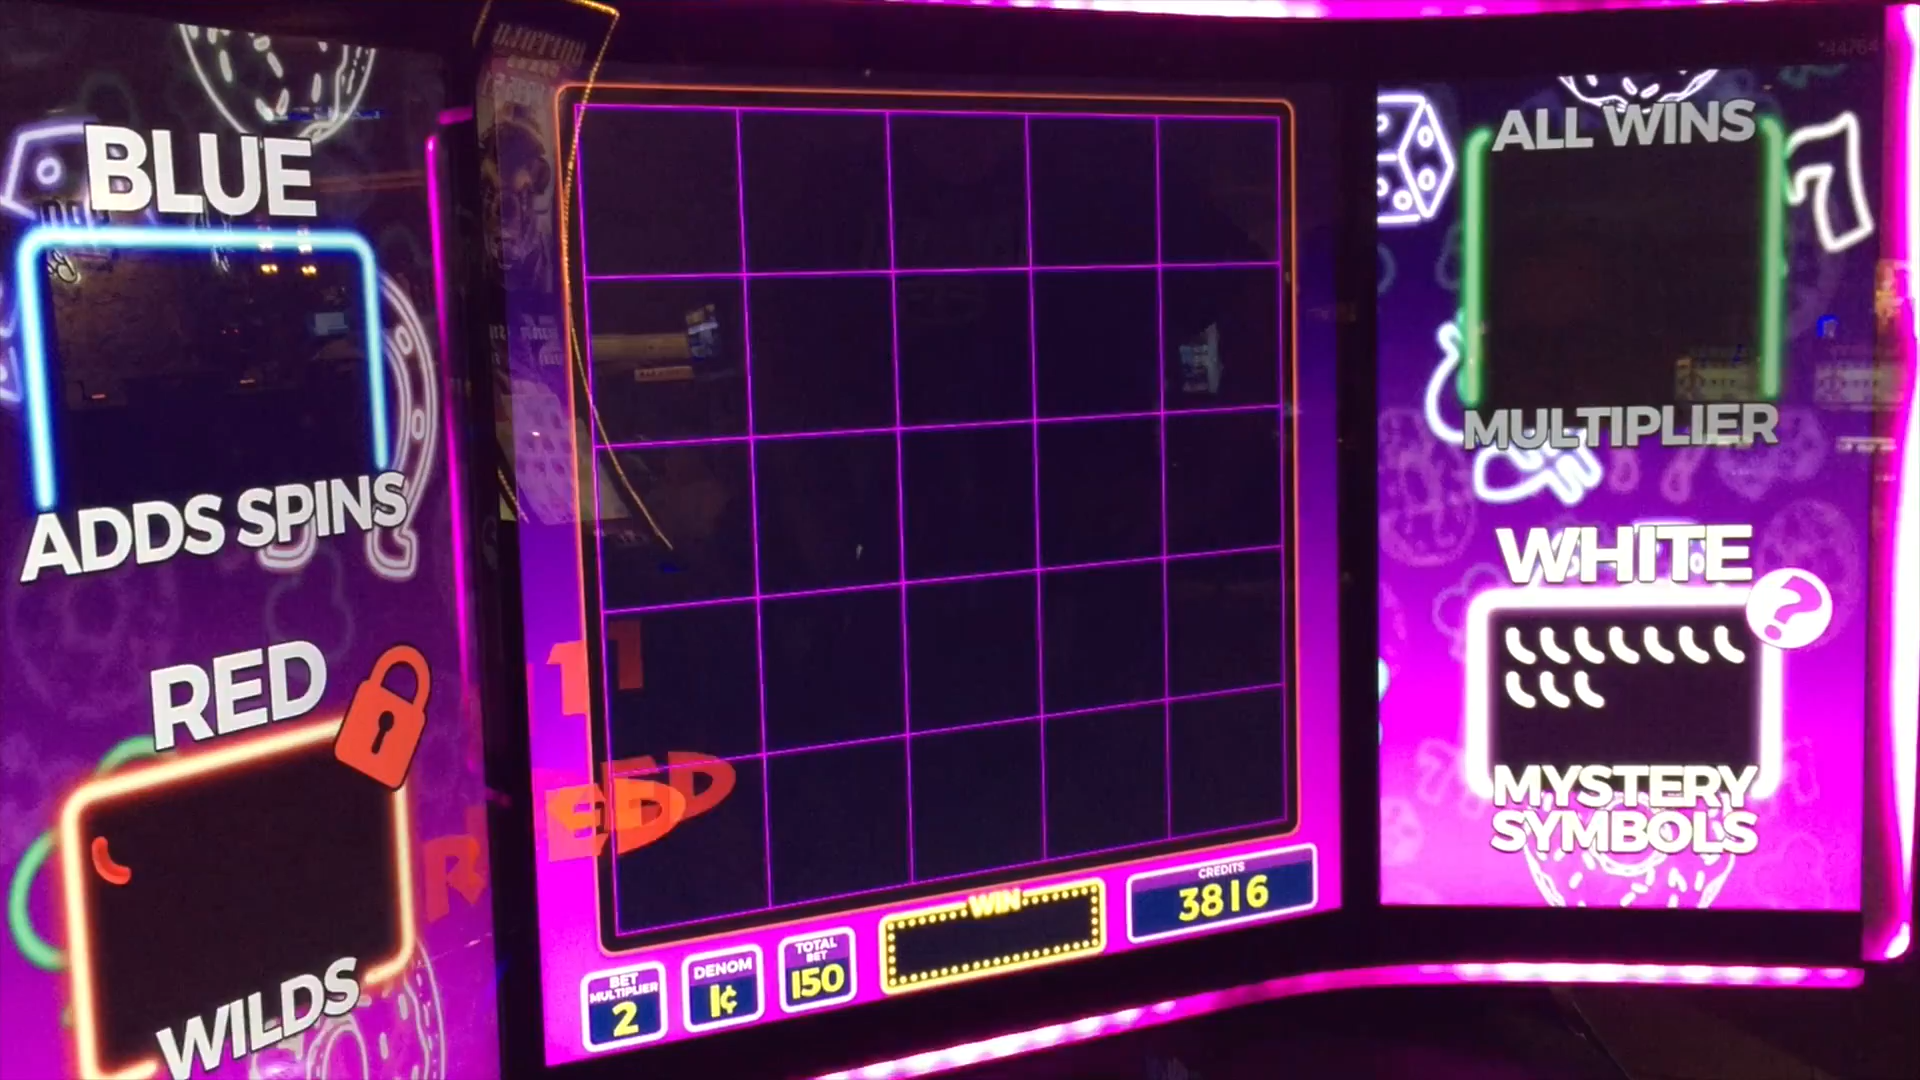 BLUE
ADDS SPINS
RED
WILDS
ALL WINS
MULTIPLIER
WHITE
?
MYSTERY
SYMBOLS
BET
MULTIPLIER
2
DENOM
1¢
TOTAL
BET
150
WIN
CREDITS
3816